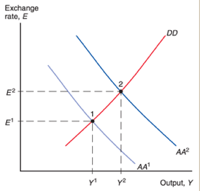 Exchange
rate, E
DD
2
E²
1
E¹
AA²
AA¹
Y¹ Y² Output, Y